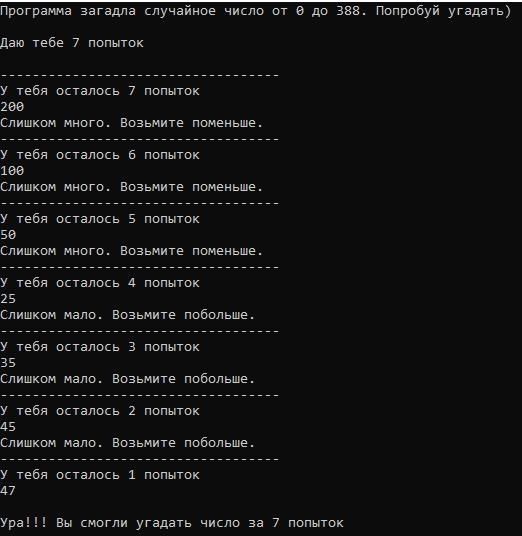 Программа загадла случайное число от 0 до 388. Попробуй угадать)
Даю тебе 7 попыток
-----------------------------------
У тебя осталось 7 попыток
200
Слишком много. Возьмите поменьше.
-----------------------------------
У тебя осталось 6 попыток
100
Слишком много. Возьмите поменьше.
-----------------------------------
У тебя осталось 5 попыток
50
Слишком много. Возьмите поменьше.
-----------------------------------
У тебя осталось 4 попыток
25
Слишком мало. Возьмите побольше.
-----------------------------------
У тебя осталось 3 попыток
35
Слишком мало. Возьмите побольше.
-----------------------------------
У тебя осталось 2 попыток
45
Слишком мало. Возьмите побольше.
-----------------------------------
У тебя осталось 1 попыток
47
Ура!!! Вы смогли угадать число за 7 попыток